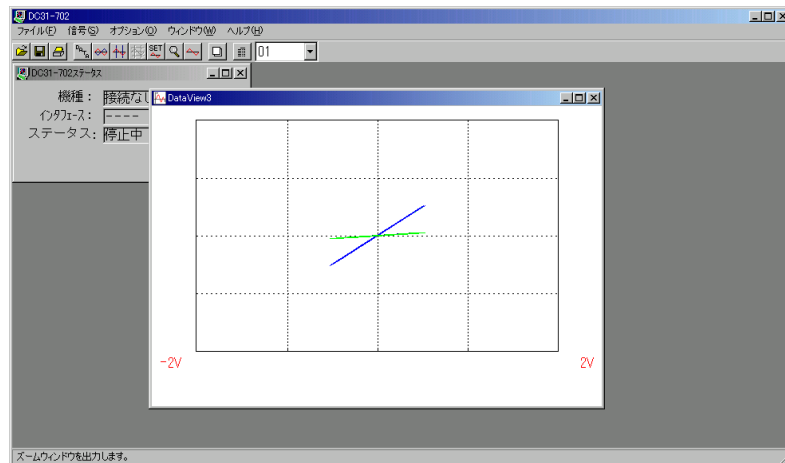 DC31-702
ファイル(F) 信号(S) オプション(O) ウィンドウ(W) ヘルプ(H)
DATA SET 01
DC31-702ステータス
機種： 接続なし
インタフェース： ----
ステータス： 停止中
DataView3
-2V 2V
ズームウィンドウを出力します。